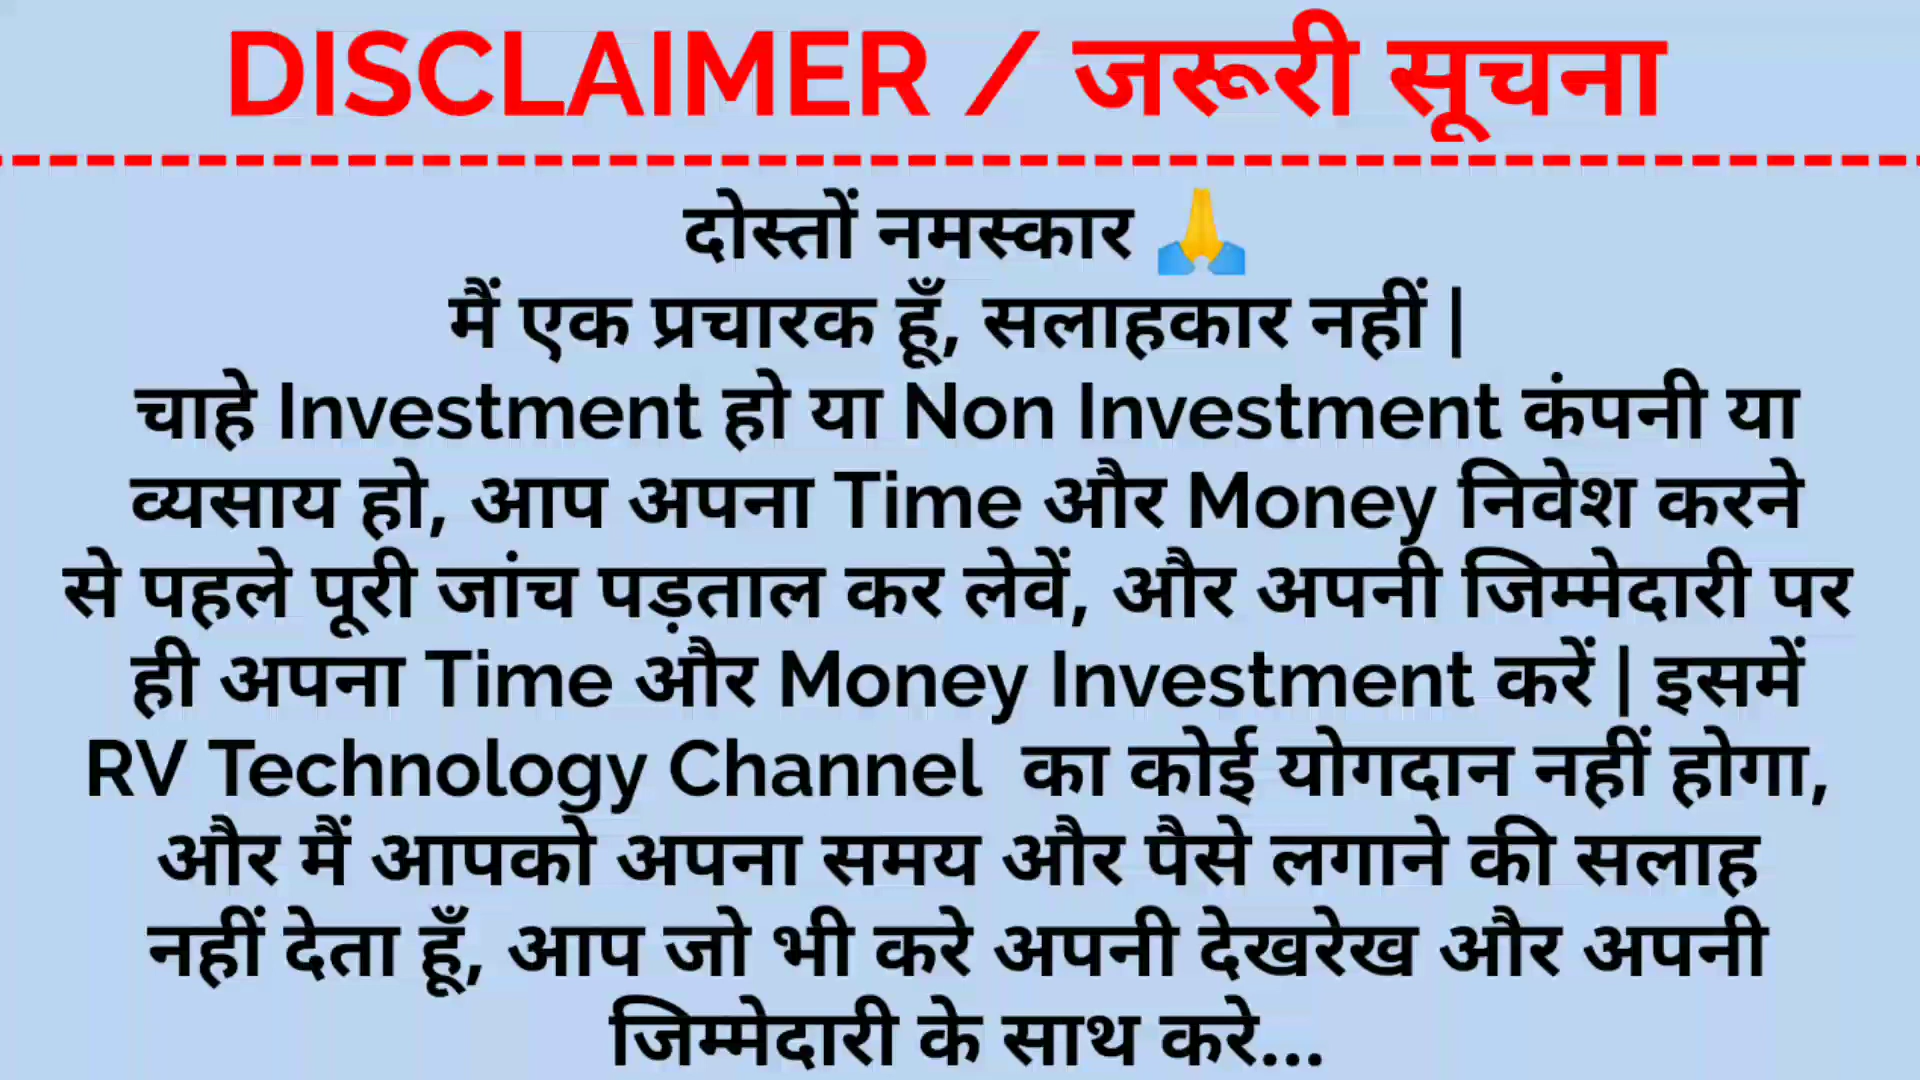 DISCLAIMER / जरूरी सूचना
दोस्तों नमस्कार 🙏
मैं एक प्रचारक हूँ, सलाहकार नहीं |
चाहे Investment हो या Non Investment कंपनी या
व्यसाय हो, आप अपना Time और Money निवेश करने
से पहले पूरी जांच पड़ताल कर लेवें, और अपनी जिम्मेदारी पर
ही अपना Time और Money Investment करें | इसमें
RV Technology Channel का कोई योगदान नहीं होगा,
और मैं आपको अपना समय और पैसे लगाने की सलाह
नहीं देता हूँ, आप जो भी करे अपनी देखरेख और अपनी
जिम्मेदारी के साथ करे...